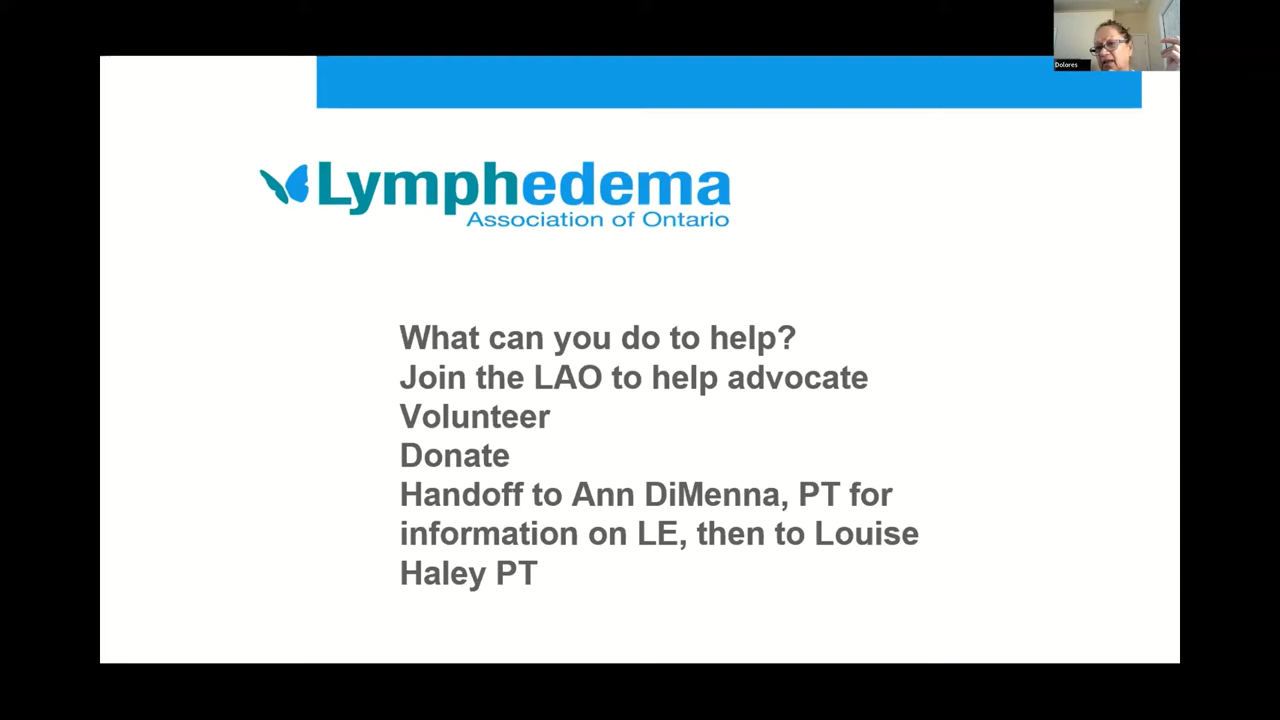 Dolores
Lymphedema
Association of Ontario
What can you do to help?
Join the LAO to help advocate
Volunteer
Donate
Handoff to Ann DiMenna, PT for
information on LE, then to Louise
Haley PT